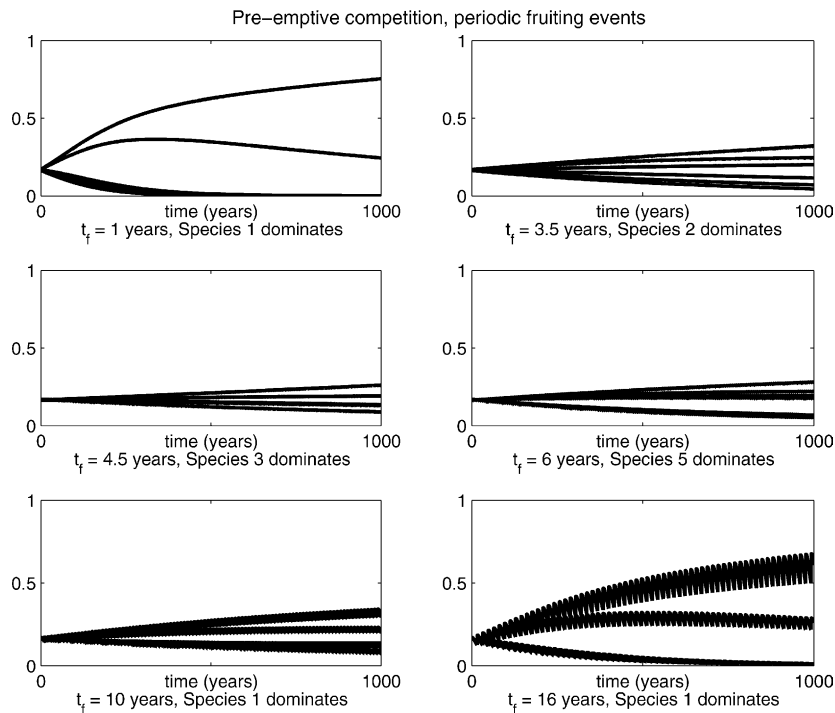 Pre-emptive competition, periodic fruiting events
1
0.5
0
0
time (years)
1000
t_f = 1 years, Species 1 dominates
1
0.5
0
0
time (years)
1000
t_f = 3.5 years, Species 2 dominates
1
0.5
0
0
time (years)
1000
t_f = 4.5 years, Species 3 dominates
1
0.5
0
0
time (years)
1000
t_f = 6 years, Species 5 dominates
1
0.5
0
0
time (years)
1000
t_f = 10 years, Species 1 dominates
1
0.5
0
0
time (years)
1000
t_f = 16 years, Species 1 dominates